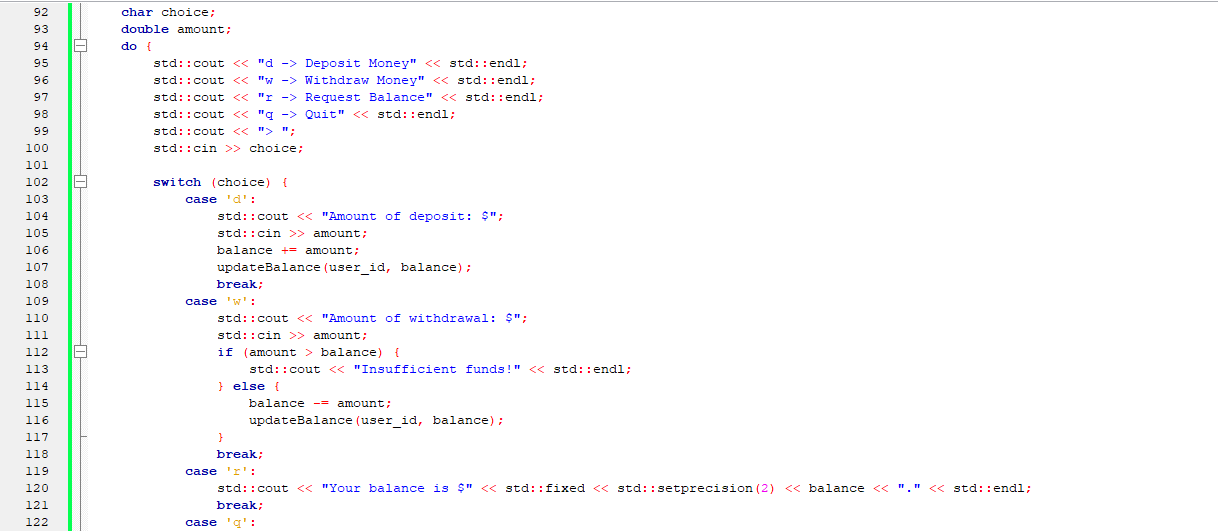 92 char choice;
93 double amount;
94 do {
95 std::cout << "d -> Deposit Money" << std::endl;
96 std::cout << "w -> Withdraw Money" << std::endl;
97 std::cout << "r -> Request Balance" << std::endl;
98 std::cout << "q -> Quit" << std::endl;
99 std::cout << "> ";
100 std::cin >> choice;
101
102 switch (choice) {
103 case 'd':
104 std::cout << "Amount of deposit: $";
105 std::cin >> amount;
106 balance += amount;
107 updateBalance(user_id, balance);
108 break;
109 case 'w':
110 std::cout << "Amount of withdrawal: $";
111 std::cin >> amount;
112 if (amount > balance) {
113 std::cout << "Insufficient funds!" << std::endl;
114 } else {
115 balance -= amount;
116 updateBalance(user_id, balance);
117 }
118 break;
119 case 'r':
120 std::cout << "Your balance is $" << std::fixed << std::setprecision(2) << balance << "." << std::endl;
121 break;
122 case 'q':